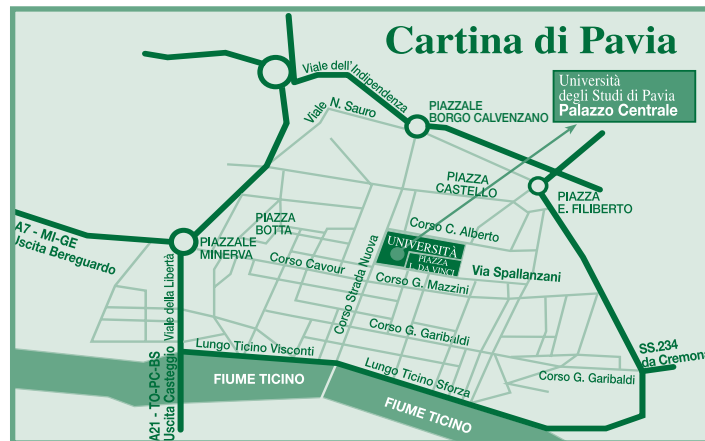 Cartina di Pavia
Università
degli Studi di Pavia
Palazzo Centrale
Viale dell'Indipendenza
Viale N. Sauro
PIAZZALE
BORGO CALVENZANO
PIAZZA
CASTELLO
PIAZZA
E. FILIBERTO
A7 - MI-GE
Uscita Bereguardo
PIAZZALE
MINERVA
PIAZZA
BOTTA
Corso C. Alberto
UNIVERSITÀ
PIAZZA
L. DA VINCI
Via Spallanzani
Corso Cavour
Corso G. Mazzini
Corso Strada Nuova
Viale della Libertà
Corso G. Garibaldi
SS.234
da Cremona
Lungo Ticino Visconti
Lungo Ticino Sforza
Corso G. Garibaldi
A21 - TO-PC-BS
Uscita Casteggio
FIUME TICINO
FIUME TICINO